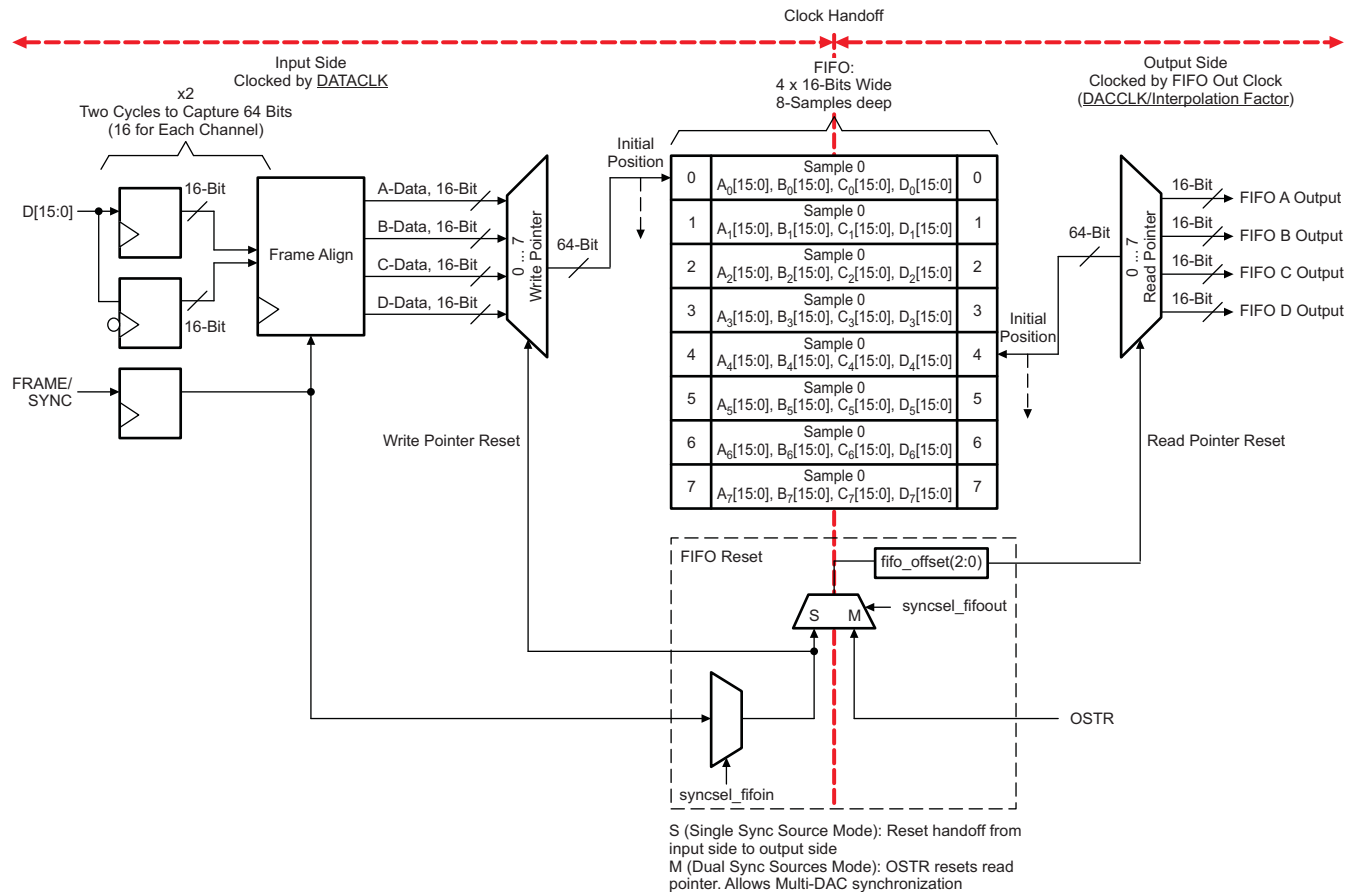 Clock Handoff
Input Side
Clocked by DATACLK
FIFO:
4 x 16-Bits Wide
8-Samples deep
Output Side
Clocked by FIFO Out Clock
(DACCLK/Interpolation Factor)
x2
Two Cycles to Capture 64 Bits
(16 for Each Channel)
D[15:0]
16-Bit
16-Bit
Frame Align
A-Data, 16-Bit
B-Data, 16-Bit
C-Data, 16-Bit
D-Data, 16-Bit
0 ... 7
Write Pointer
64-Bit
Initial
Position
0
Sample 0
A0[15:0], B0[15:0], C0[15:0], D0[15:0]
0
1
Sample 0
A1[15:0], B1[15:0], C1[15:0], D1[15:0]
1
2
Sample 0
A2[15:0], B2[15:0], C2[15:0], D2[15:0]
2
3
Sample 0
A3[15:0], B3[15:0], C3[15:0], D3[15:0]
3
4
Sample 0
A4[15:0], B4[15:0], C4[15:0], D4[15:0]
4
5
Sample 0
A5[15:0], B5[15:0], C5[15:0], D5[15:0]
5
6
Sample 0
A6[15:0], B6[15:0], C6[15:0], D6[15:0]
6
7
Sample 0
A7[15:0], B7[15:0], C7[15:0], D7[15:0]
7
Initial
Position
64-Bit
0 ... 7
Read Pointer
16-Bit
FIFO A Output
16-Bit
FIFO B Output
16-Bit
FIFO C Output
16-Bit
FIFO D Output
FRAME/
SYNC
Write Pointer Reset
Read Pointer Reset
FIFO Reset
fifo_offset(2:0)
S M
syncsel_fifoout
OSTR
syncsel_fifoin
S (Single Sync Source Mode): Reset handoff from
input side to output side
M (Dual Sync Sources Mode): OSTR resets read
pointer. Allows Multi-DAC synchronization